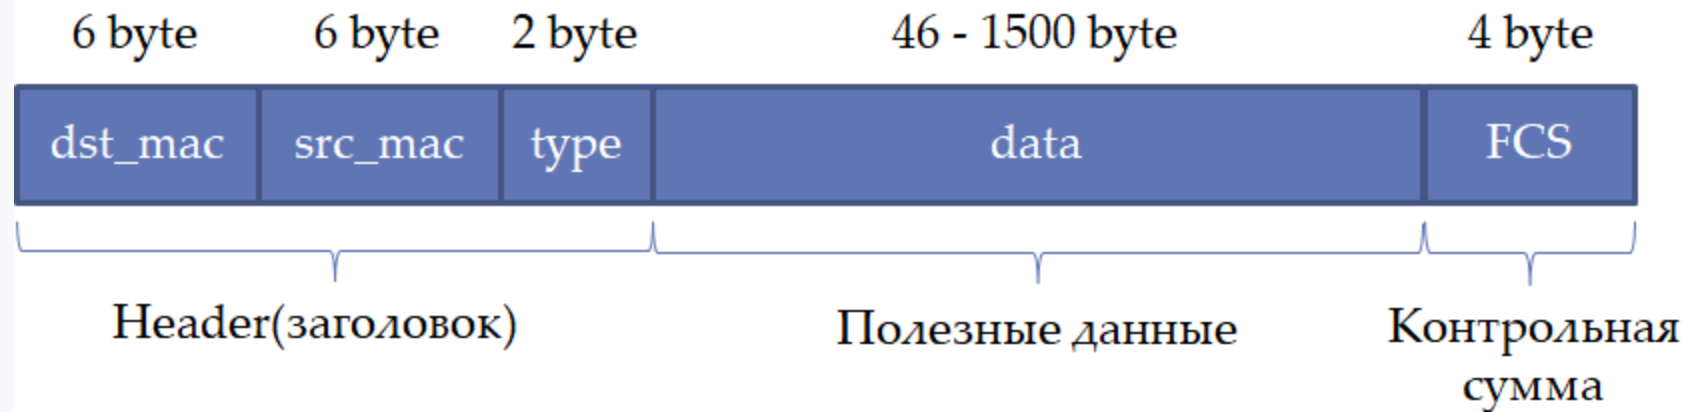 6 byte 6 byte 2 byte 46 - 1500 byte 4 byte
dst_mac src_mac type data FCS
Header(заголовок) Полезные данные Контрольная
сумма